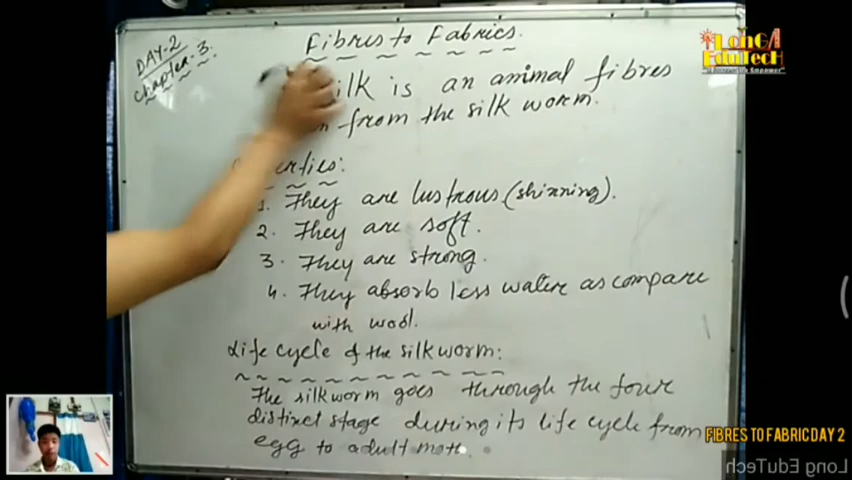 DAY-2
Chapter-3.
Fibres to Fabrics.
ilk is an animal fibres
from the silk worm.
erties:
1. They are lustrous (shinning).
2. They are soft.
3. They are strong.
4. They absorb less water as compare
with wool.
Life cycle of the silkworm:
The silkworm goes through the four
distinct stage during its life cycle from
egg to adult moth.
LonGA
EduTecH
FIBRES TO FABRIC DAY 2
Long EduTech